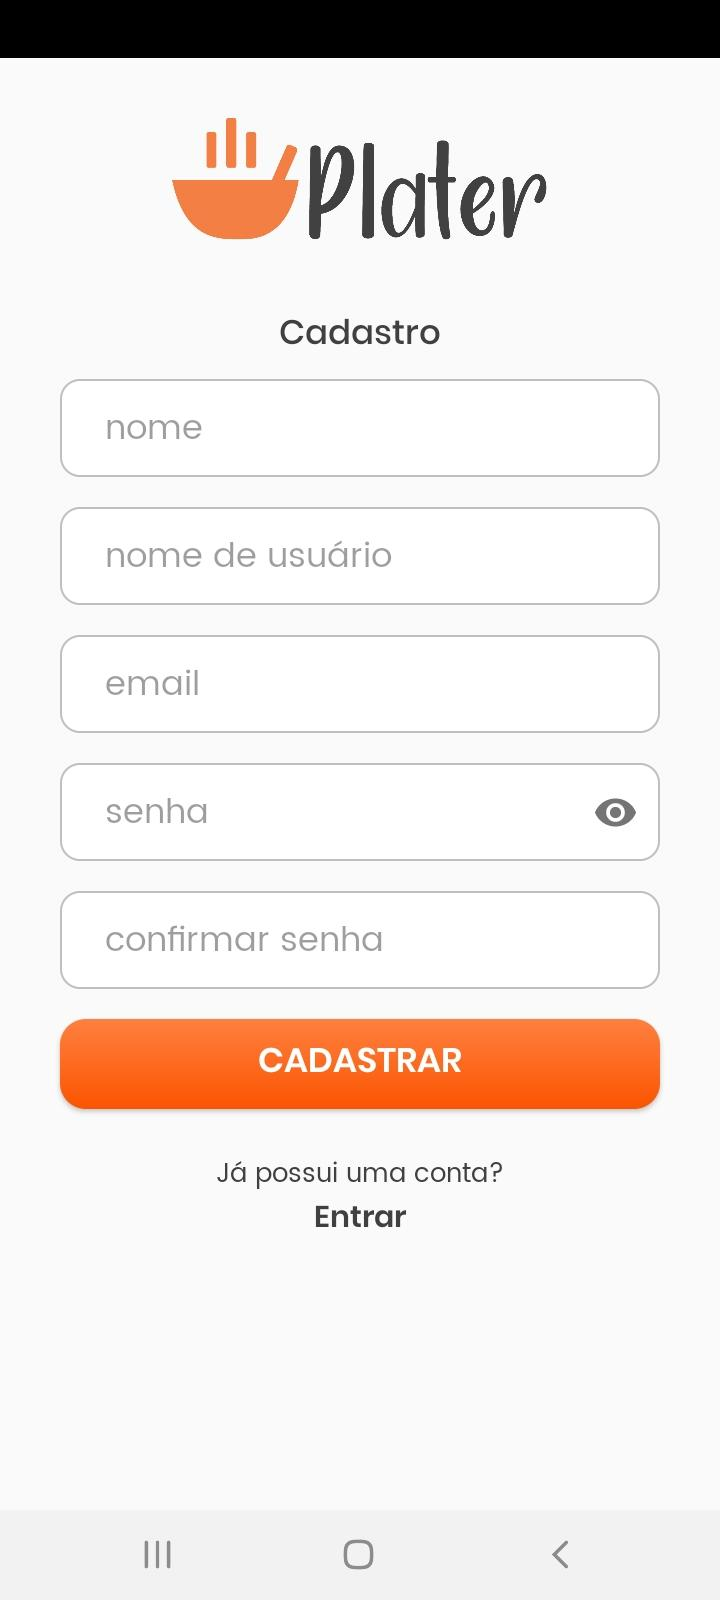 Plater
Cadastro
nome
nome de usuário
email
senha
confirmar senha
CADASTRAR
Já possui uma conta?
Entrar